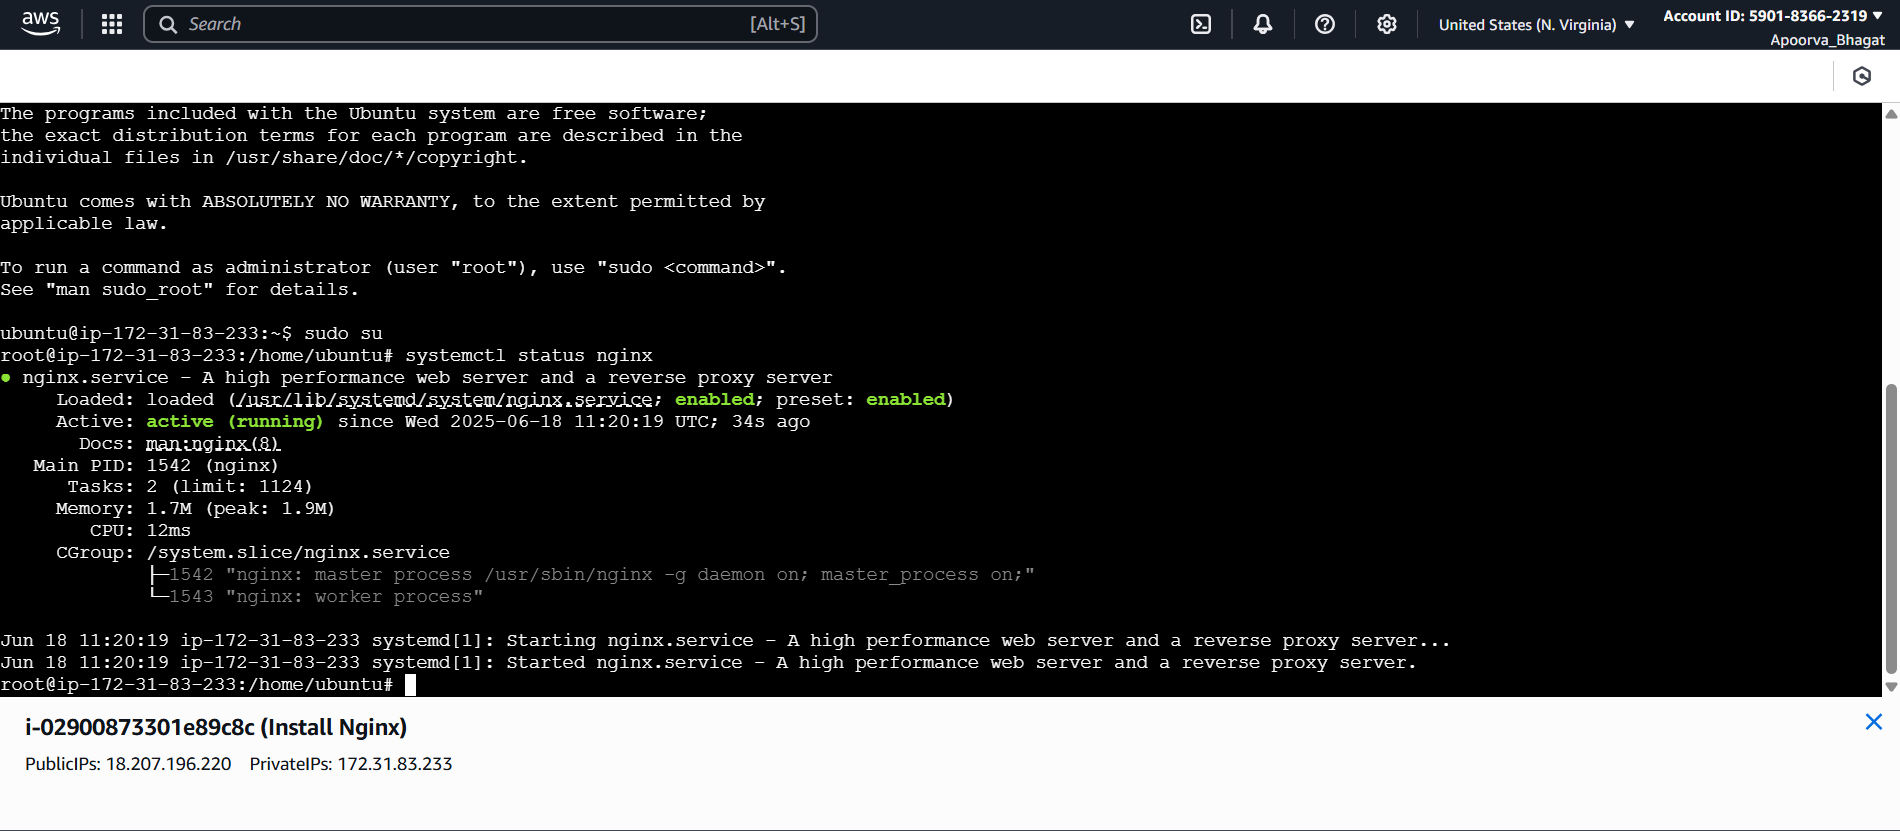 aws
Search [Alt+S]
United States (N. Virginia)
Account ID: 5901-8366-2319
Apoorva_Bhagat
The programs included with the Ubuntu system are free software;
the exact distribution terms for each program are described in the
individual files in /usr/share/doc/*/copyright.
Ubuntu comes with ABSOLUTELY NO WARRANTY, to the extent permitted by
applicable law.
To run a command as administrator (user "root"), use "sudo <command>".
See "man sudo_root" for details.
ubuntu@ip-172-31-83-233:~$ sudo su
root@ip-172-31-83-233:/home/ubuntu# systemctl status nginx
● nginx.service - A high performance web server and a reverse proxy server
Loaded: loaded (/usr/lib/systemd/system/nginx.service; enabled; preset: enabled)
Active: active (running) since Wed 2025-06-18 11:20:19 UTC; 34s ago
Docs: man:nginx(8)
Main PID: 1542 (nginx)
Tasks: 2 (limit: 1124)
Memory: 1.7M (peak: 1.9M)
CPU: 12ms
CGroup: /system.slice/nginx.service
├─1542 "nginx: master process /usr/sbin/nginx -g daemon on; master_process on;"
└─1543 "nginx: worker process"
Jun 18 11:20:19 ip-172-31-83-233 systemd[1]: Starting nginx.service - A high performance web server and a reverse proxy server...
Jun 18 11:20:19 ip-172-31-83-233 systemd[1]: Started nginx.service - A high performance web server and a reverse proxy server.
root@ip-172-31-83-233:/home/ubuntu#
i-02900873301e89c8c (Install Nginx)
PublicIPs: 18.207.196.220 PrivateIPs: 172.31.83.233